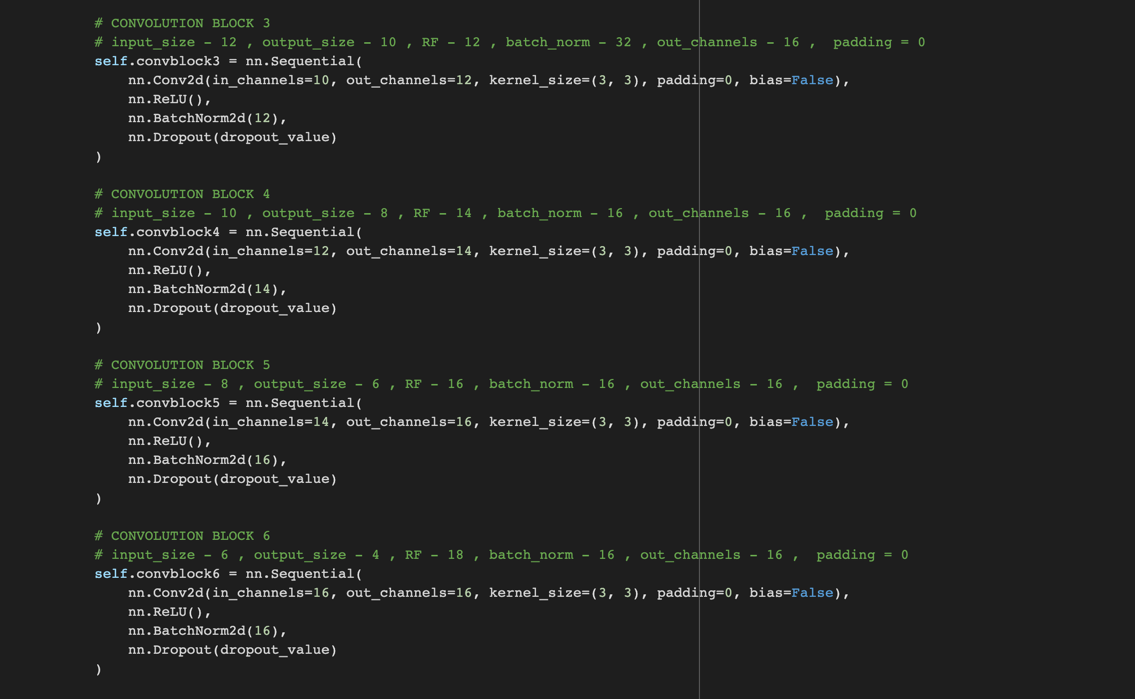 # CONVOLUTION BLOCK 3
# input_size - 12 , output_size - 10 , RF - 12 , batch_norm - 32 , out_channels - 16 ,  padding = 0
self.convblock3 = nn.Sequential(
    nn.Conv2d(in_channels=10, out_channels=12, kernel_size=(3, 3), padding=0, bias=False),
    nn.ReLU(),
    nn.BatchNorm2d(12),
    nn.Dropout(dropout_value)
)
# CONVOLUTION BLOCK 4
# input_size - 10 , output_size - 8 , RF - 14 , batch_norm - 16 , out_channels - 16 ,  padding = 0
self.convblock4 = nn.Sequential(
    nn.Conv2d(in_channels=12, out_channels=14, kernel_size=(3, 3), padding=0, bias=False),
    nn.ReLU(),
    nn.BatchNorm2d(14),
    nn.Dropout(dropout_value)
)
# CONVOLUTION BLOCK 5
# input_size - 8 , output_size - 6 , RF - 16 , batch_norm - 16 , out_channels - 16 ,  padding = 0
self.convblock5 = nn.Sequential(
    nn.Conv2d(in_channels=14, out_channels=16, kernel_size=(3, 3), padding=0, bias=False),
    nn.ReLU(),
    nn.BatchNorm2d(16),
    nn.Dropout(dropout_value)
)
# CONVOLUTION BLOCK 6
# input_size - 6 , output_size - 4 , RF - 18 , batch_norm - 16 , out_channels - 16 ,  padding = 0
self.convblock6 = nn.Sequential(
    nn.Conv2d(in_channels=16, out_channels=16, kernel_size=(3, 3), padding=0, bias=False),
    nn.ReLU(),
    nn.BatchNorm2d(16),
    nn.Dropout(dropout_value)
)